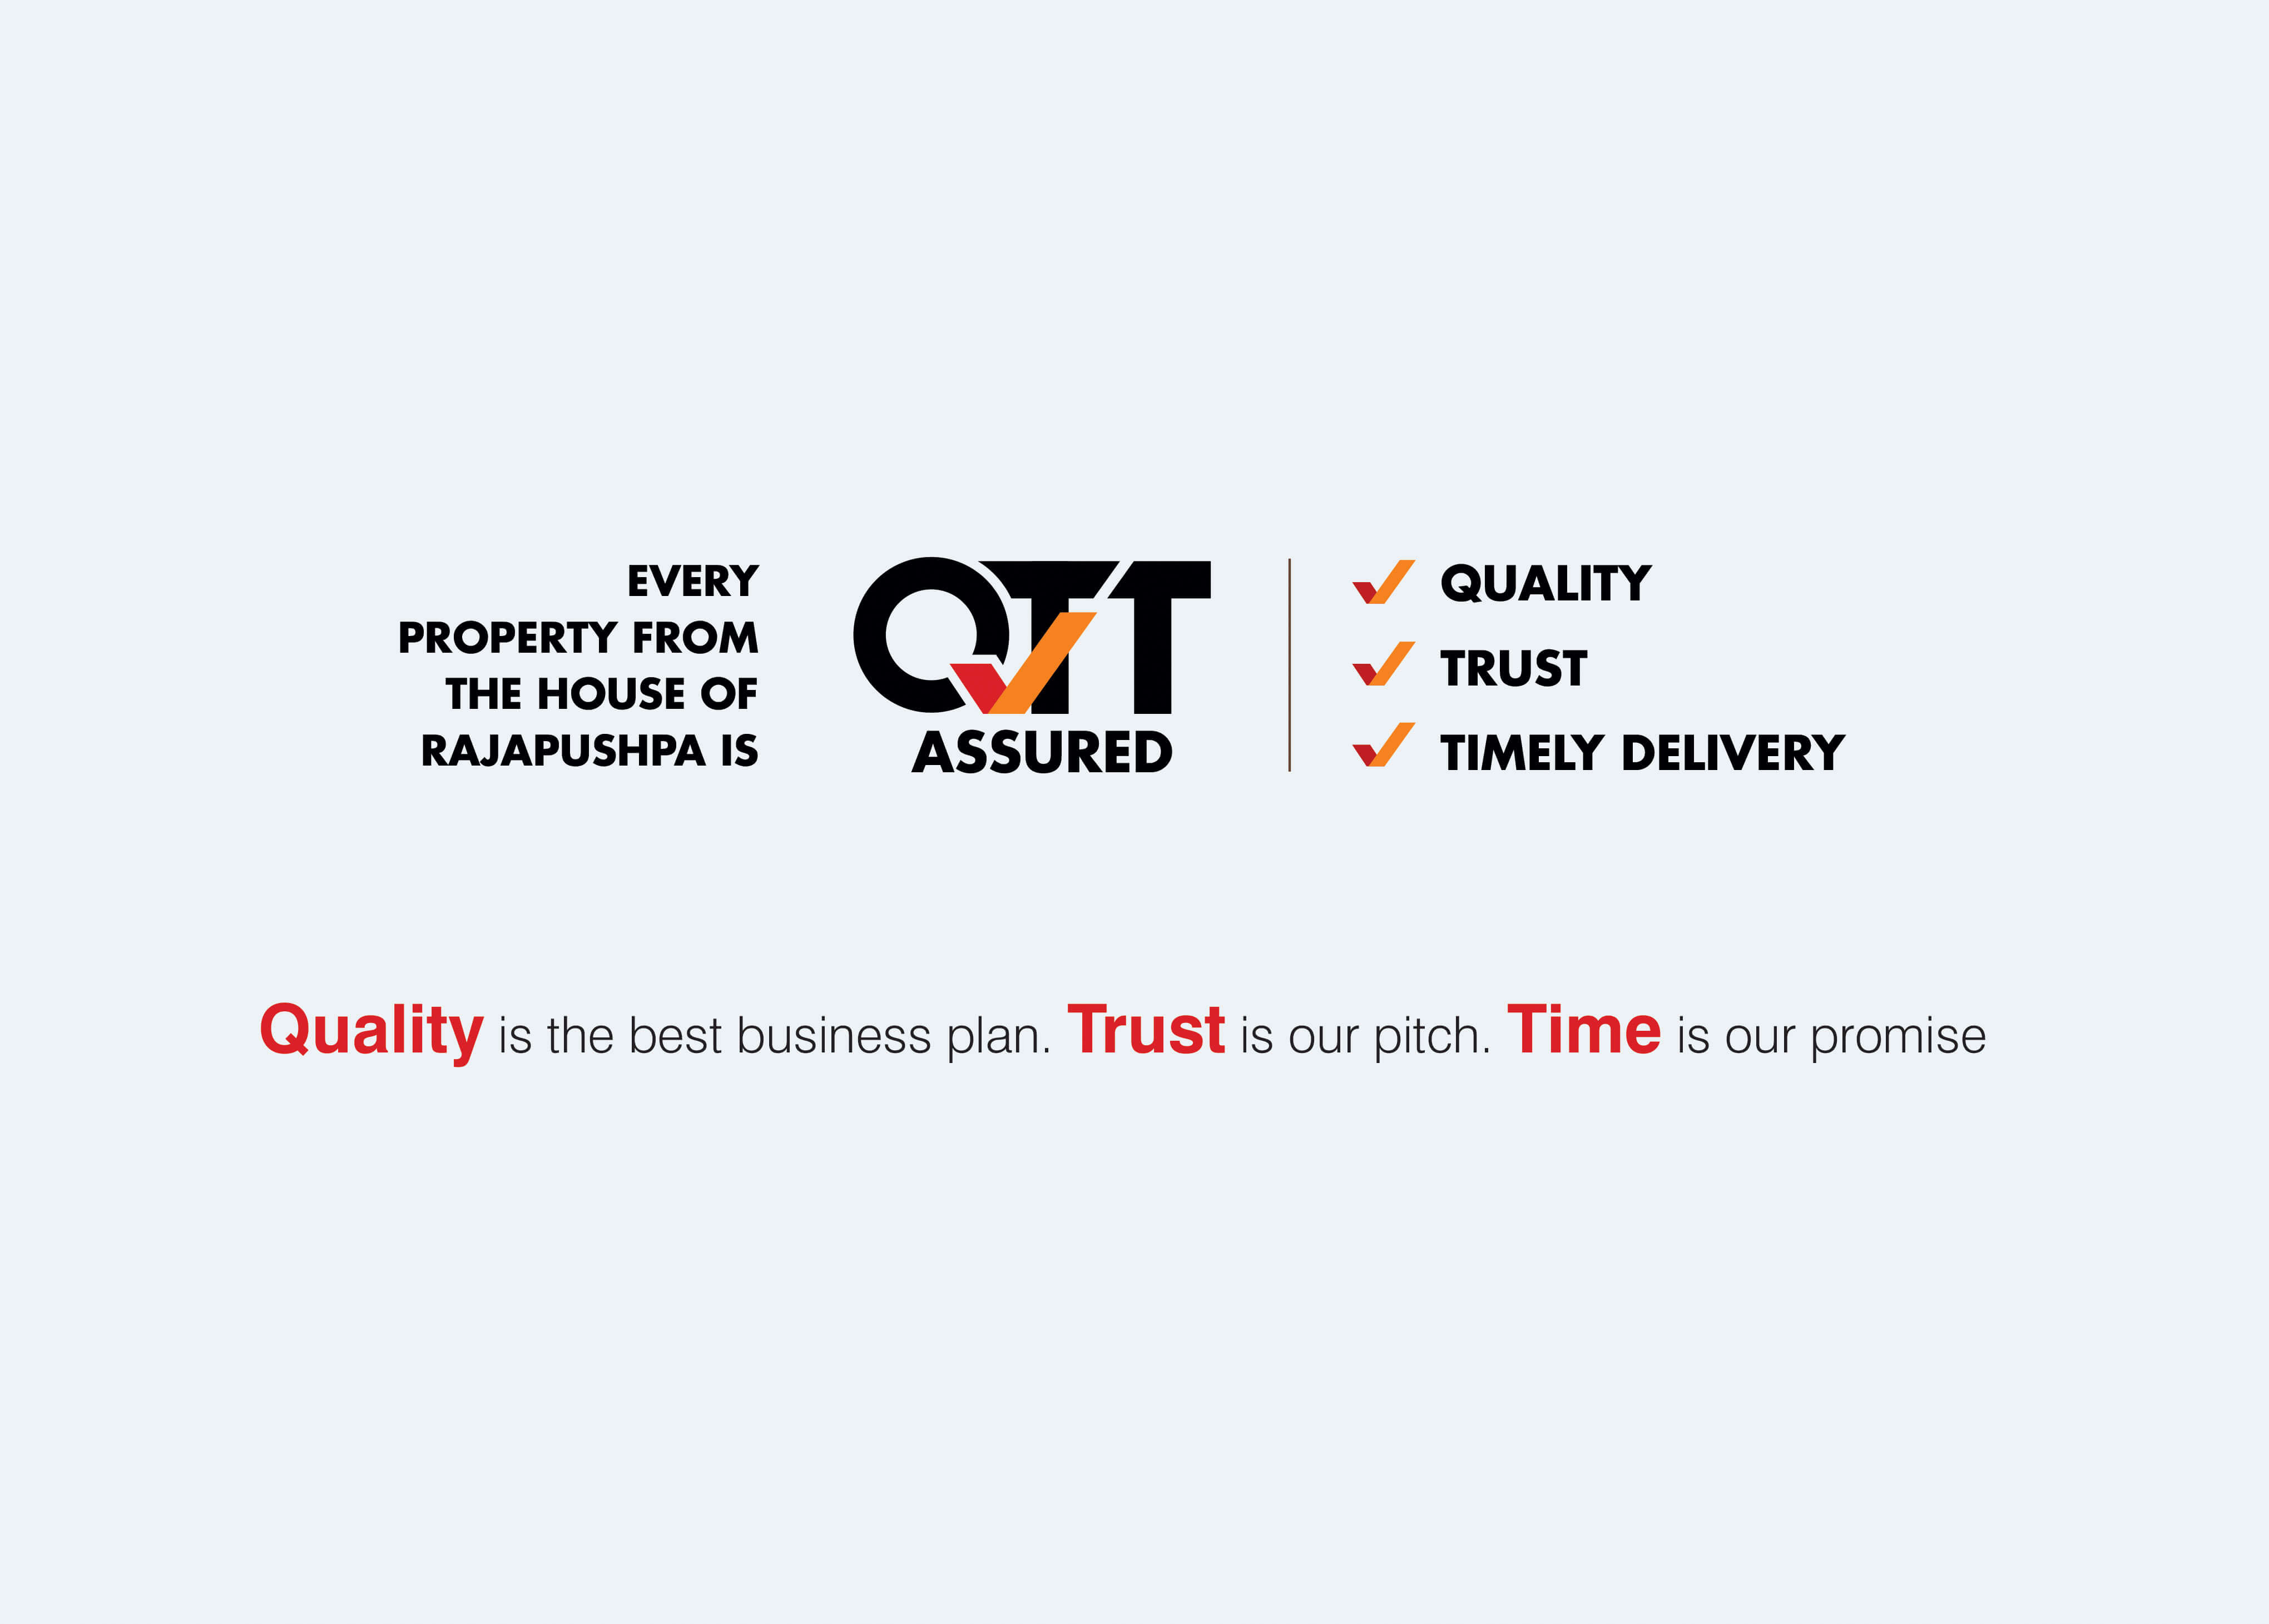 EVERY
PROPERTY FROM
THE HOUSE OF
RAJAPUSHPA IS
QTT
ASSURED
QUALITY
TRUST
TIMELY DELIVERY
Quality is the best business plan. Trust is our pitch. Time is our promise